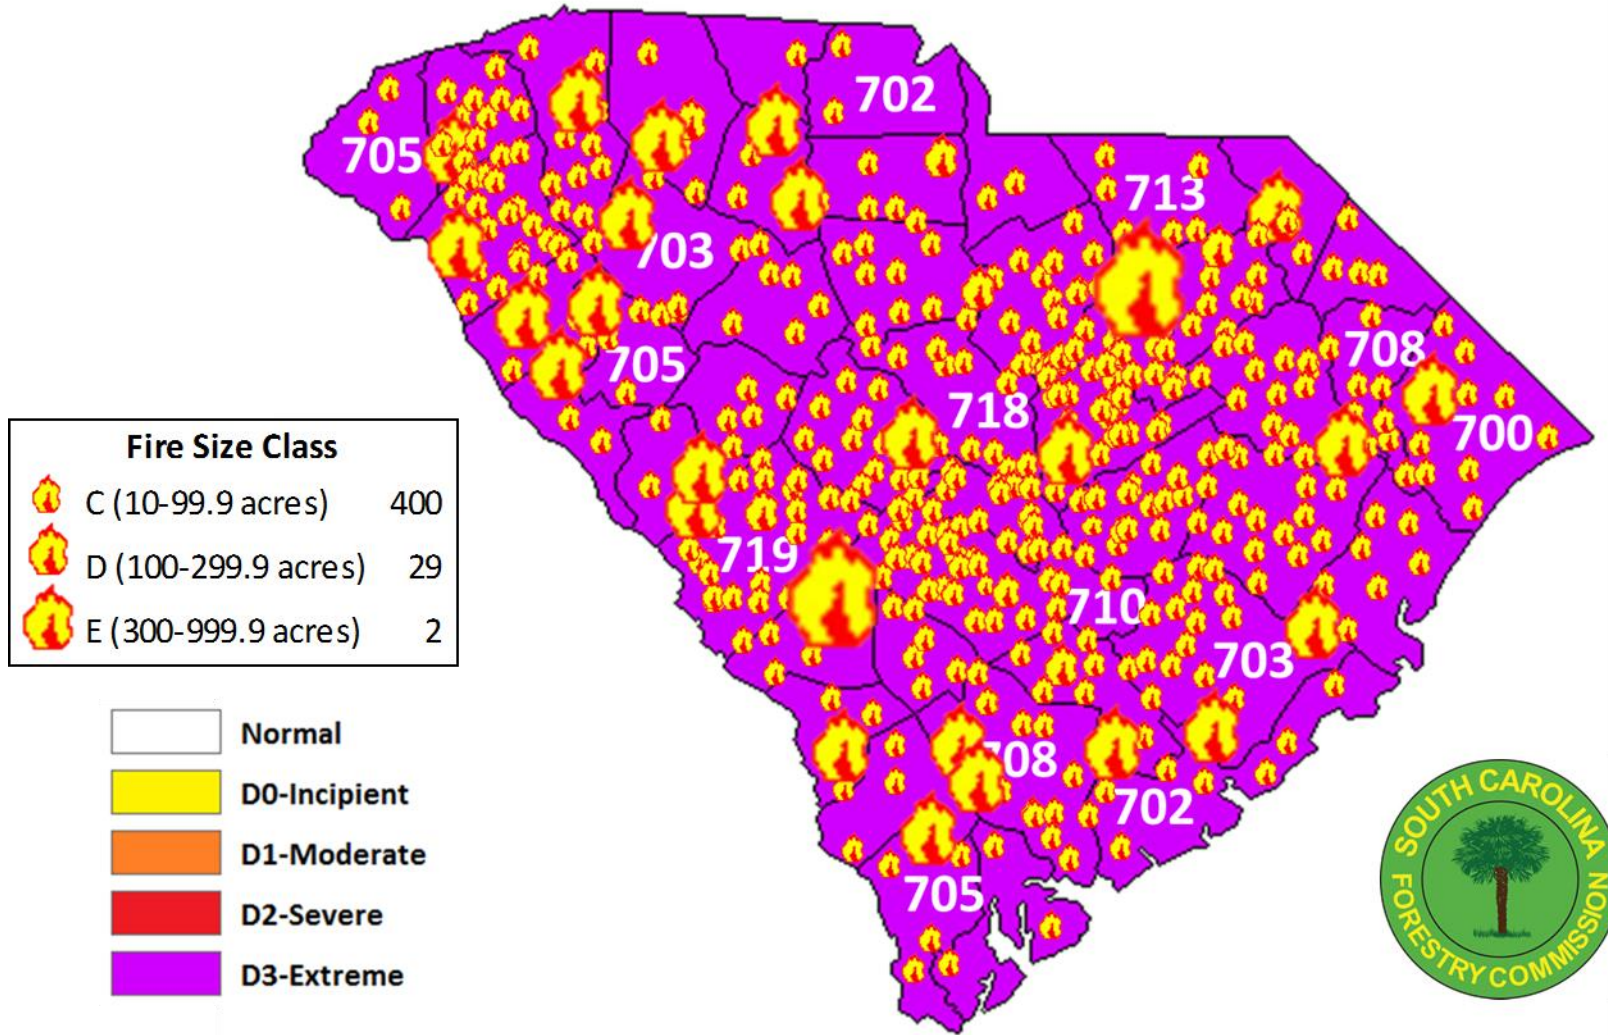 702
705
713
703
708
705
718
700
719
710
703
708
702
705
Fire Size Class
C (10-99.9 acres) 400
D (100-299.9 acres) 29
E (300-999.9 acres) 2
Normal
D0-Incipient
D1-Moderate
D2-Severe
D3-Extreme
SOUTH CAROLINA
FORESTRY COMMISSION